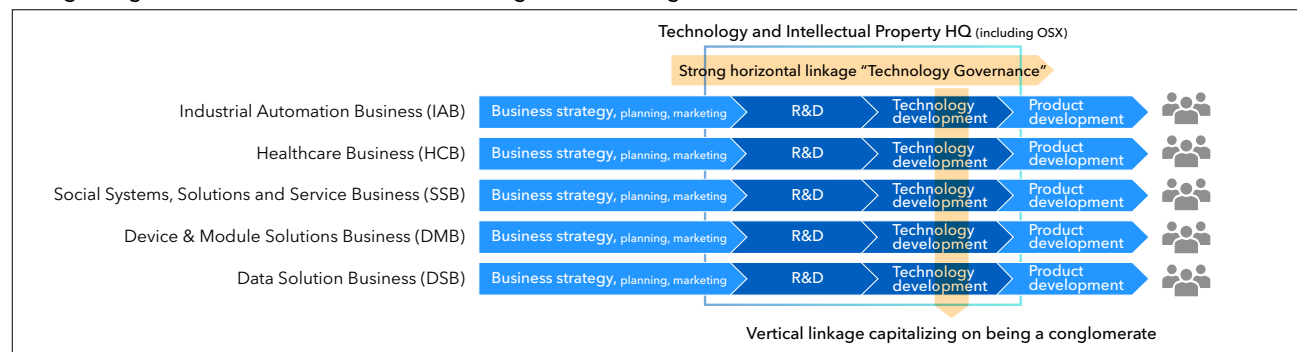 Technology and Intellectual Property HQ (including OSX)
Strong horizontal linkage “Technology Governance”
Industrial Automation Business (IAB)
Business strategy, planning, marketing
R&D
Technology
development
Product
development
Healthcare Business (HCB)
Business strategy, planning, marketing
R&D
Technology
development
Product
development
Social Systems, Solutions and Service Business (SSB)
Business strategy, planning, marketing
R&D
Technology
development
Product
development
Device & Module Solutions Business (DMB)
Business strategy, planning, marketing
R&D
Technology
development
Product
development
Data Solution Business (DSB)
Business strategy, planning, marketing
R&D
Technology
development
Product
development
Vertical linkage capitalizing on being a conglomerate